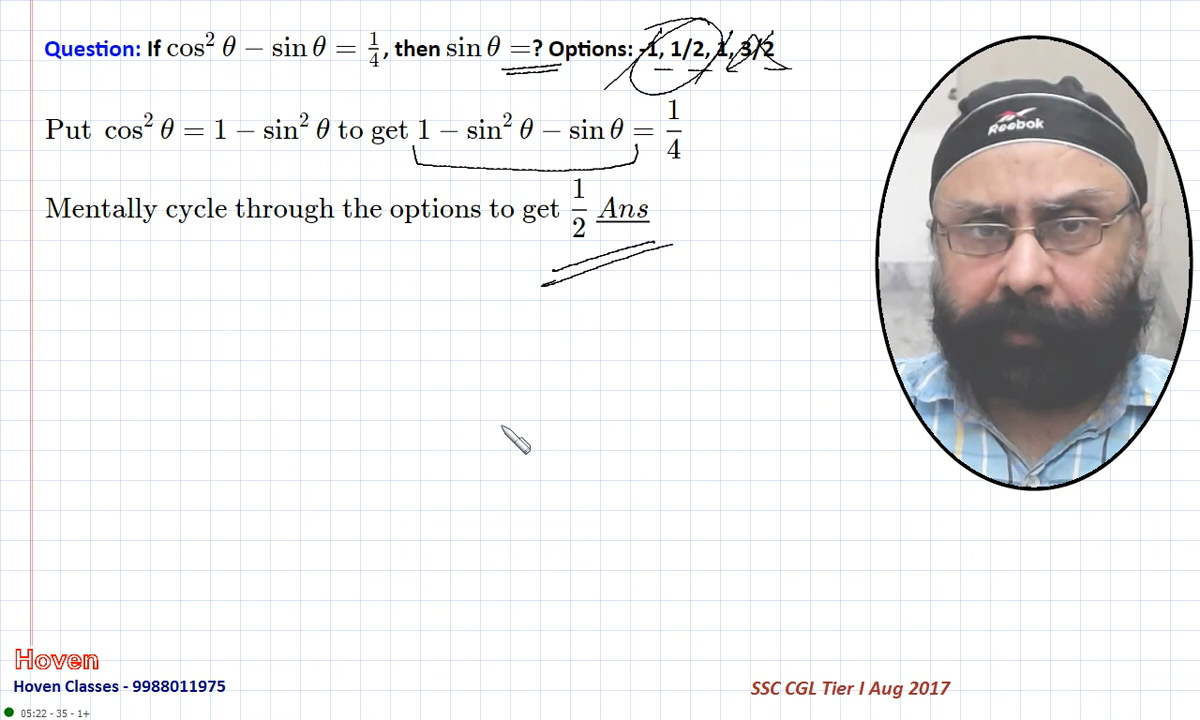 Question: If cos² θ − sin θ = 1/4, then sin θ =? Options: -1, 1/2, 1, 3/2
Put cos² θ = 1 − sin² θ to get 1 − sin² θ − sin θ = 1/4
Mentally cycle through the options to get 1/2 Ans
Reebok
Hoven
Hoven Classes - 9988011975
SSC CGL Tier I Aug 2017
05:22 - 35 - 1+